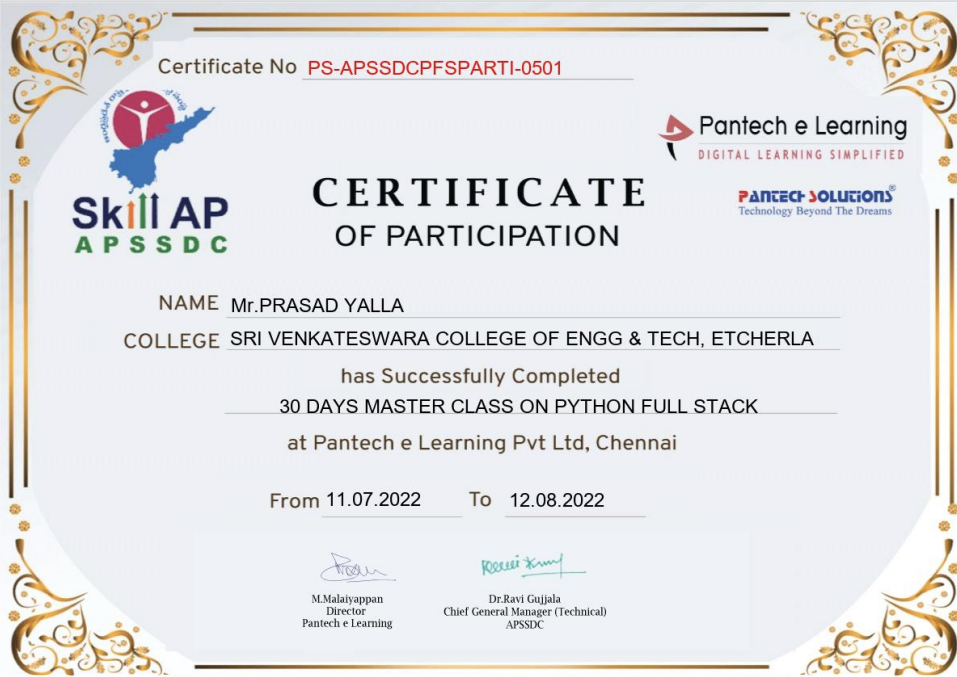 Certificate No PS-APSSDCPFSPARTI-0501
Skill AP
APSSDC
Pantech e Learning
DIGITAL LEARNING SIMPLIFIED
PANTECH SOLUTIONS®
Technology Beyond The Dreams
CERTIFICATE
OF PARTICIPATION
NAME Mr.PRASAD YALLA
COLLEGE SRI VENKATESWARA COLLEGE OF ENGG & TECH, ETCHERLA
has Successfully Completed
30 DAYS MASTER CLASS ON PYTHON FULL STACK
at Pantech e Learning Pvt Ltd, Chennai
From 11.07.2022 To 12.08.2022
M.Malaiyappan
Director
Pantech e Learning
Dr.Ravi Gujjala
Chief General Manager (Technical)
APSSDC